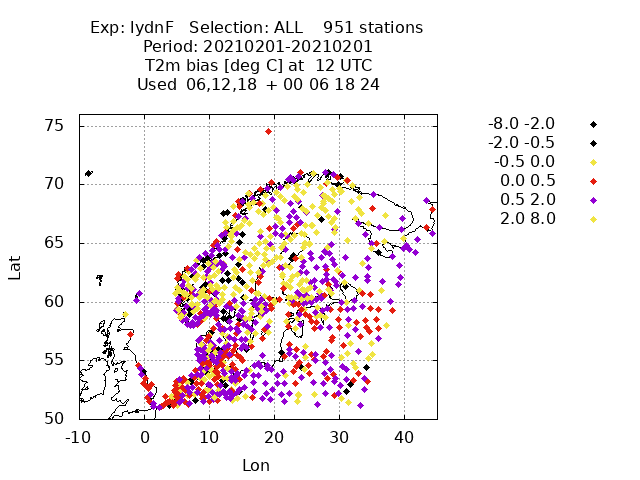 Exp: IydnF   Selection: ALL    951 stations
Period: 20210201-20210201
T2m bias [deg C] at  12 UTC
Used  06,12,18  + 00 06 18 24
-8.0 -2.0
-2.0 -0.5
-0.5 0.0
0.0 0.5
0.5 2.0
2.0 8.0
75
70
65
60
55
50
Lat
-10 0 10 20 30 40
Lon